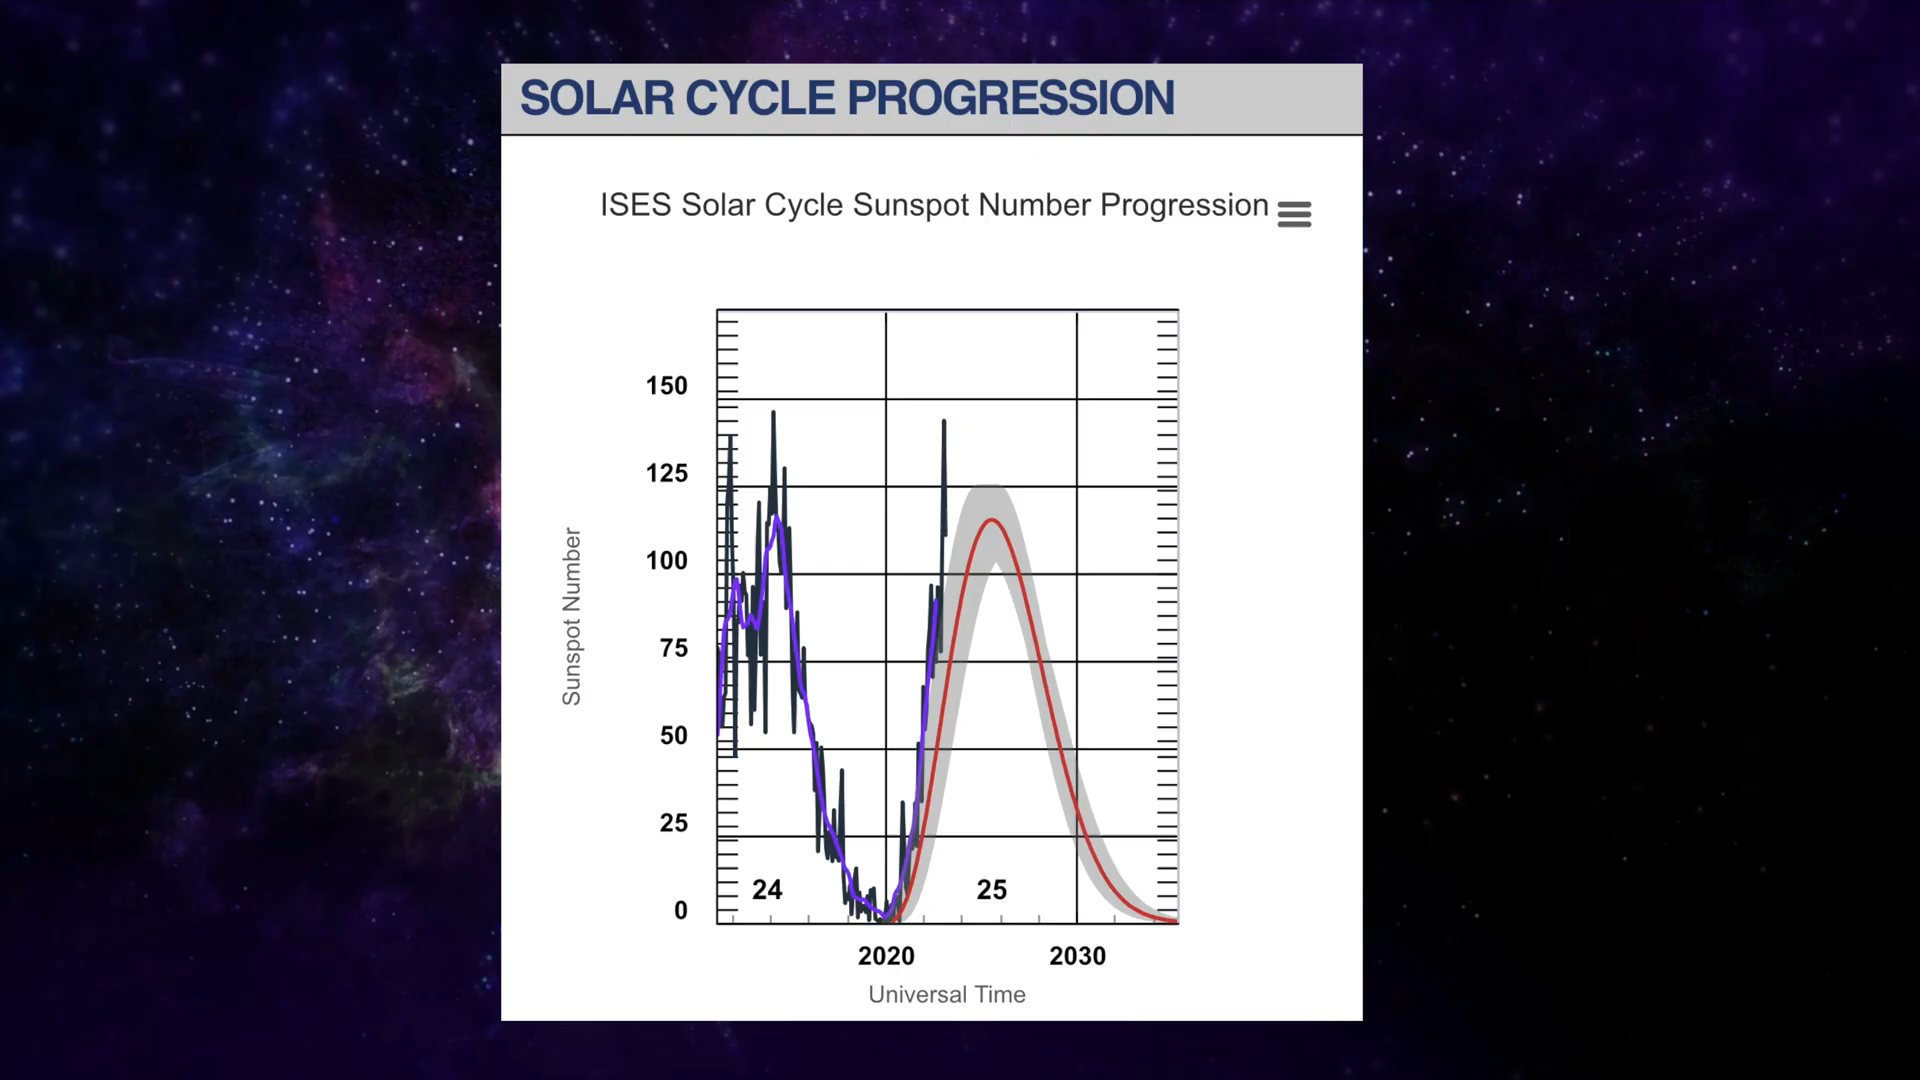 SOLAR CYCLE PROGRESSION
ISES Solar Cycle Sunspot Number Progression
150
125
100
75
50
25
0
Sunspot Number
24
25
2020
2030
Universal Time